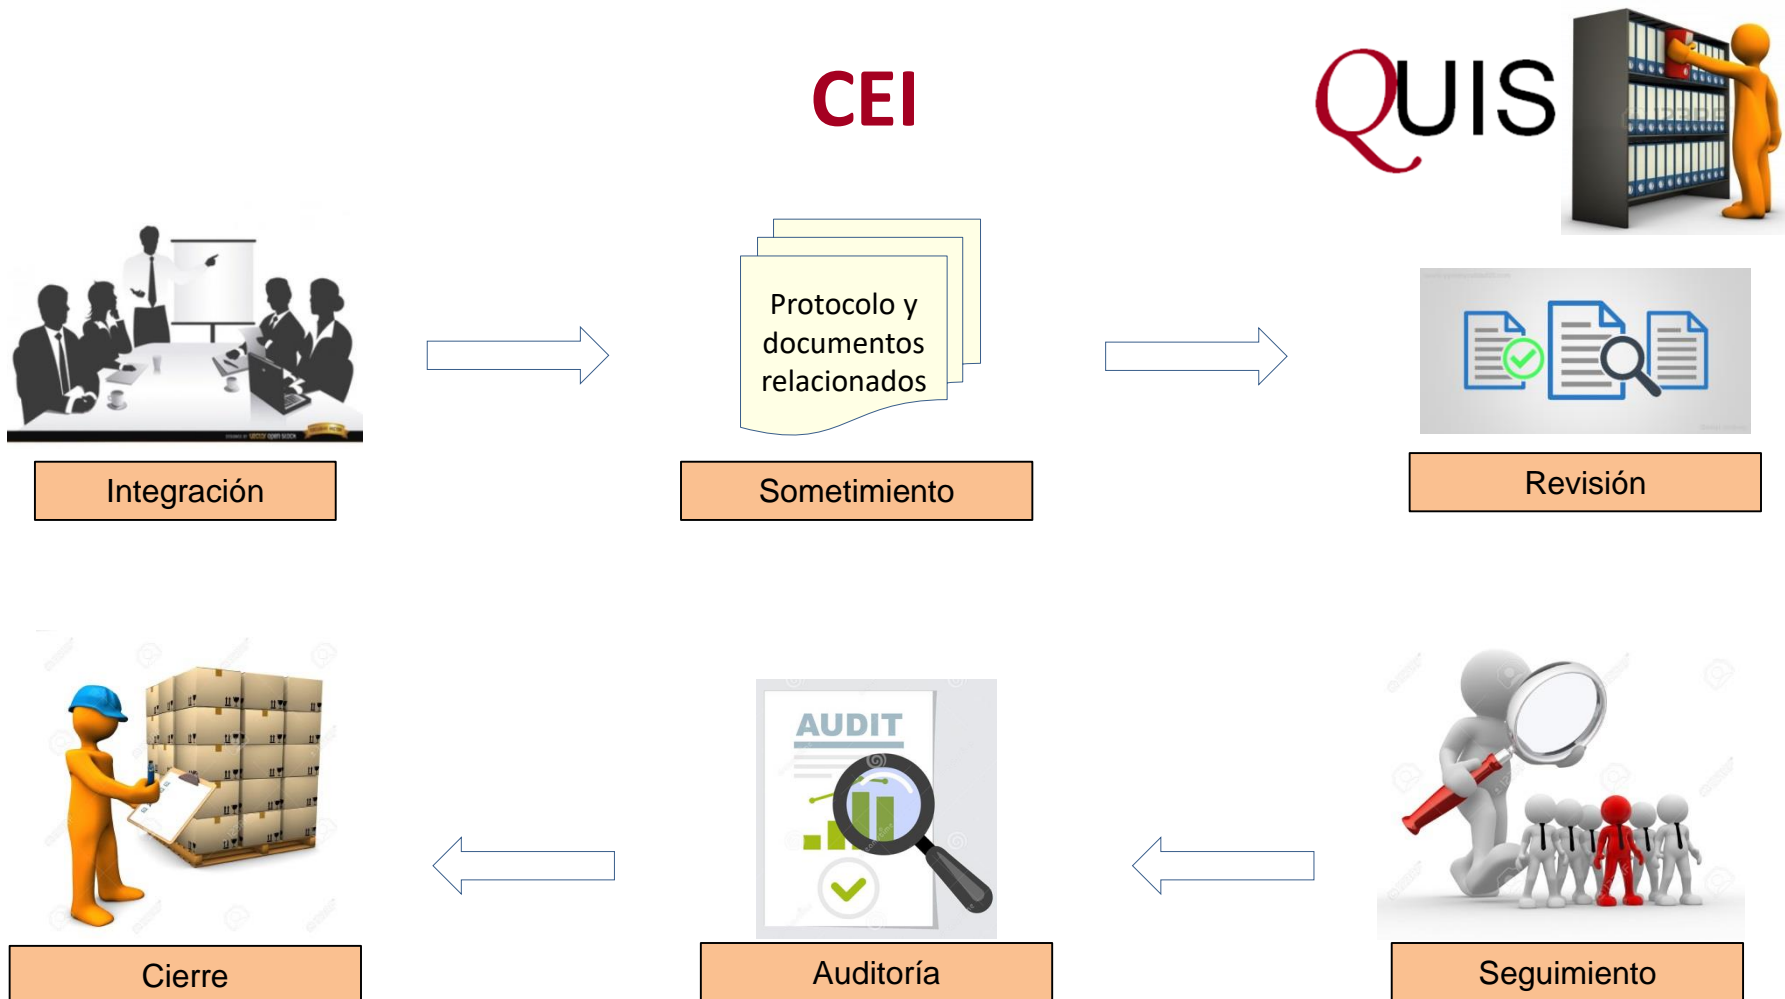 CEI
QUIS
Protocolo y
documentos
relacionados
Integración
Sometimiento
Revisión
AUDIT
Cierre
Auditoría
Seguimiento